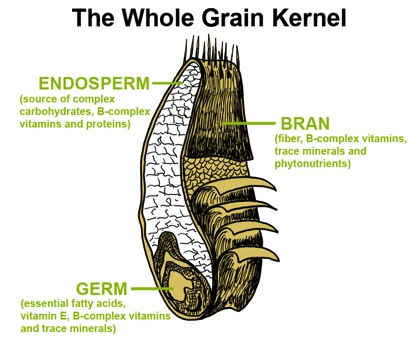 The Whole Grain Kernel
ENDOSPERM
(source of complex
carbohydrates, B-complex
vitamins and proteins)
BRAN
(fiber, B-complex vitamins,
trace minerals and
phytonutrients)
GERM
(essential fatty acids,
vitamin E, B-complex vitamins
and trace minerals)